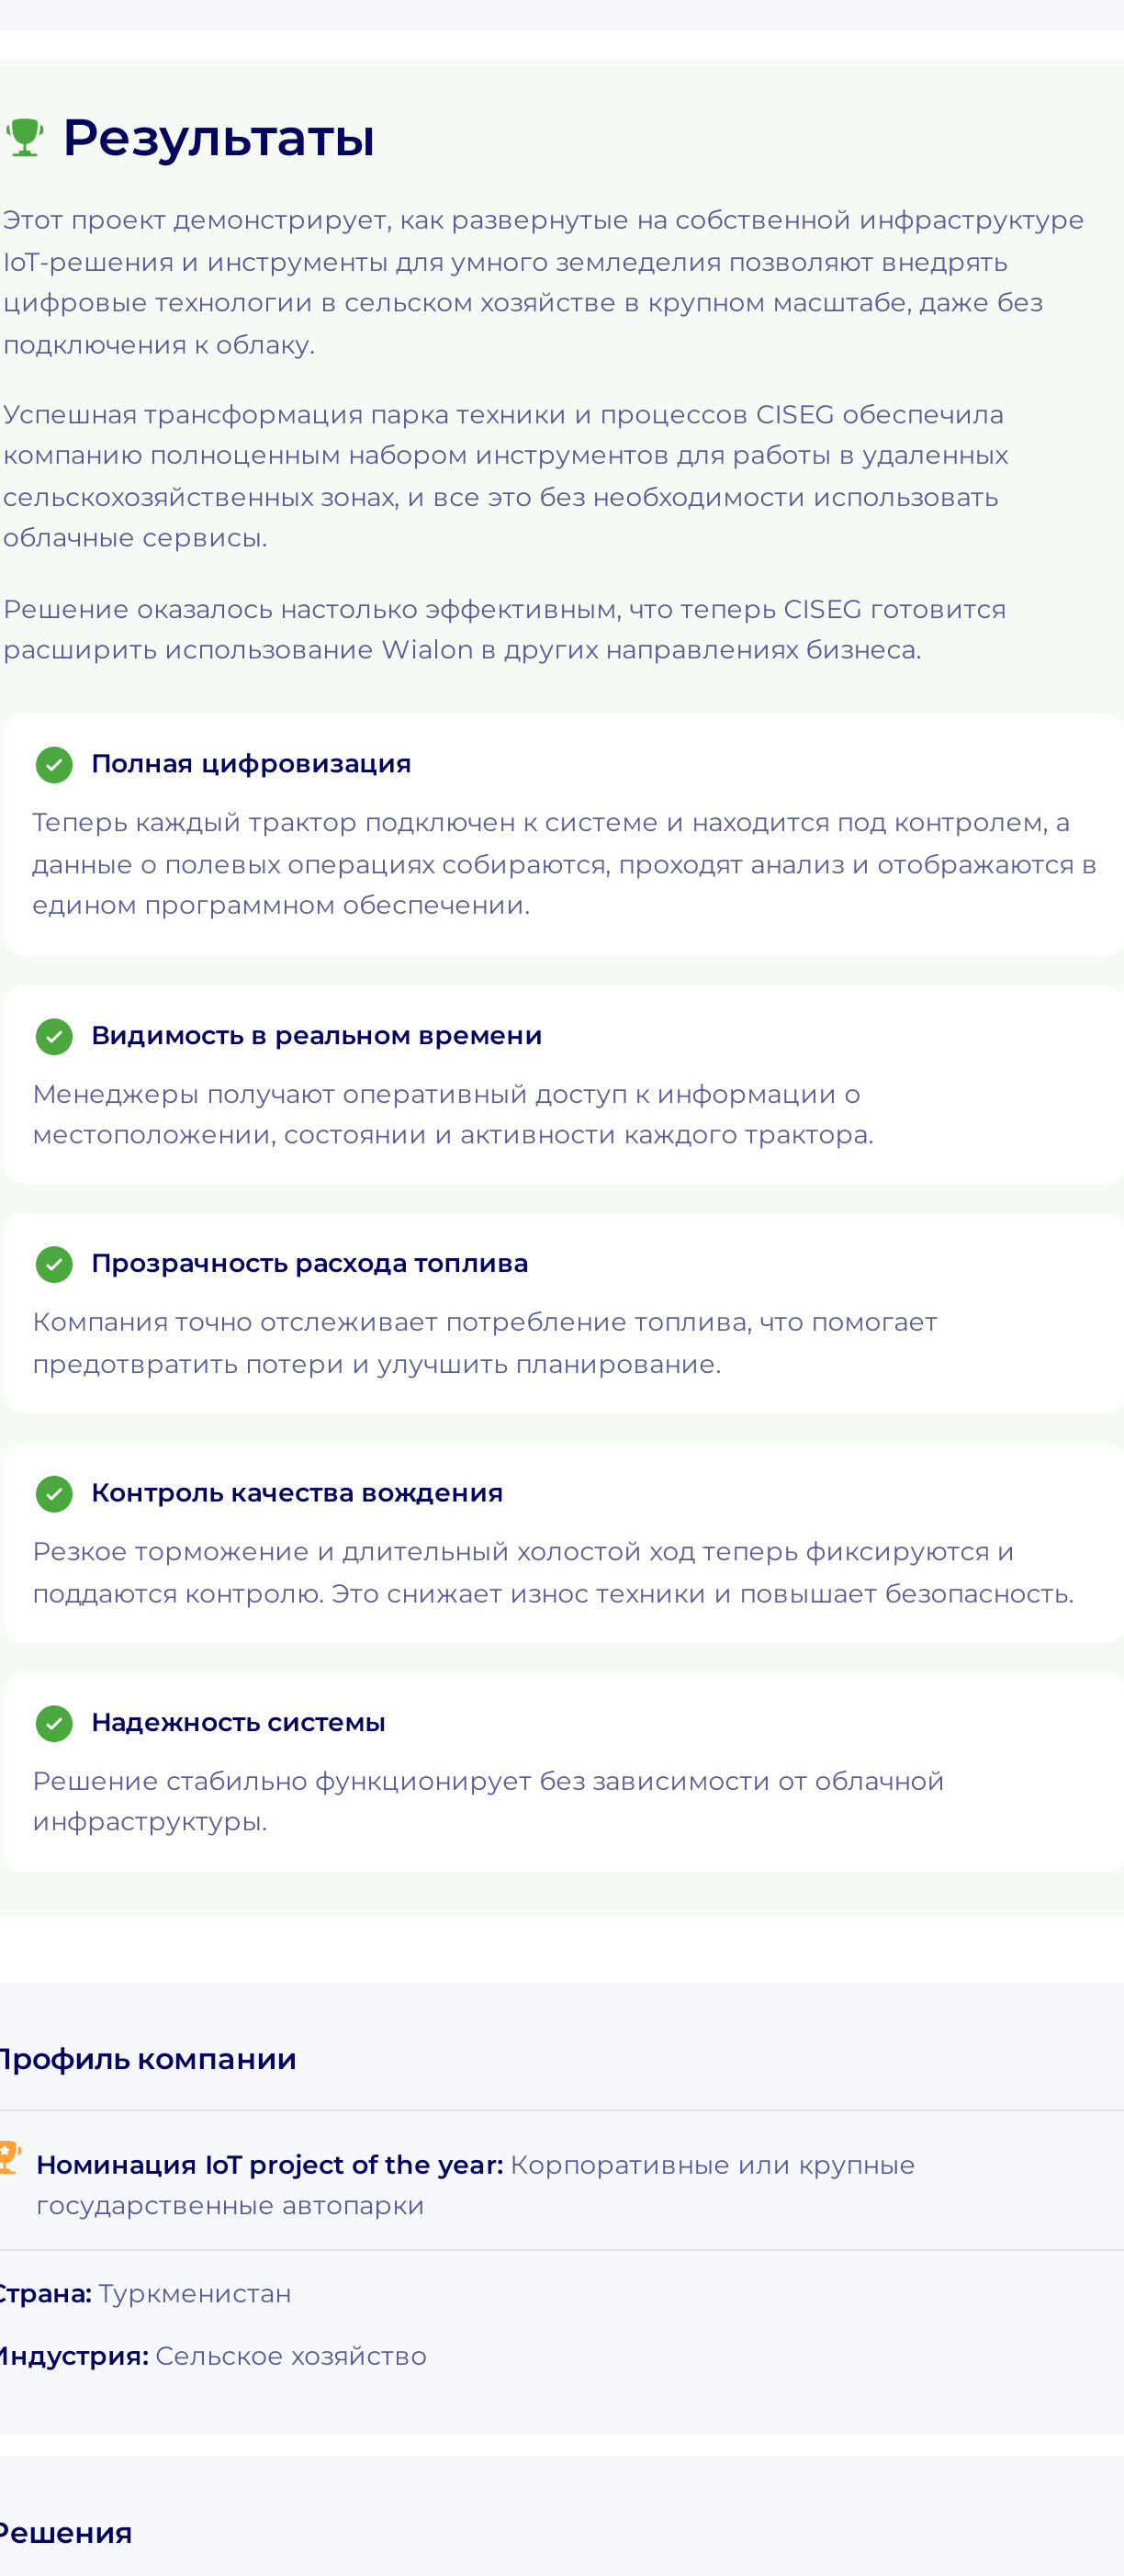 Результаты
Этот проект демонстрирует, как развернутые на собственной инфраструктуре
IoT-решения и инструменты для умного земледелия позволяют внедрять
цифровые технологии в сельском хозяйстве в крупном масштабе, даже без
подключения к облаку.
Успешная трансформация парка техники и процессов CISEG обеспечила
компанию полноценным набором инструментов для работы в удаленных
сельскохозяйственных зонах, и все это без необходимости использовать
облачные сервисы.
Решение оказалось настолько эффективным, что теперь CISEG готовится
расширить использование Wialon в других направлениях бизнеса.
Полная цифровизация
Теперь каждый трактор подключен к системе и находится под контролем, а
данные о полевых операциях собираются, проходят анализ и отображаются в
едином программном обеспечении.
Видимость в реальном времени
Менеджеры получают оперативный доступ к информации о
местоположении, состоянии и активности каждого трактора.
Прозрачность расхода топлива
Компания точно отслеживает потребление топлива, что помогает
предотвратить потери и улучшить планирование.
Контроль качества вождения
Резкое торможение и длительный холостой ход теперь фиксируются и
поддаются контролю. Это снижает износ техники и повышает безопасность.
Надежность системы
Решение стабильно функционирует без зависимости от облачной
инфраструктуры.
Профиль компании
Номинация IoT project of the year: Корпоративные или крупные
государственные автопарки
Страна: Туркменистан
Индустрия: Сельское хозяйство
Решения